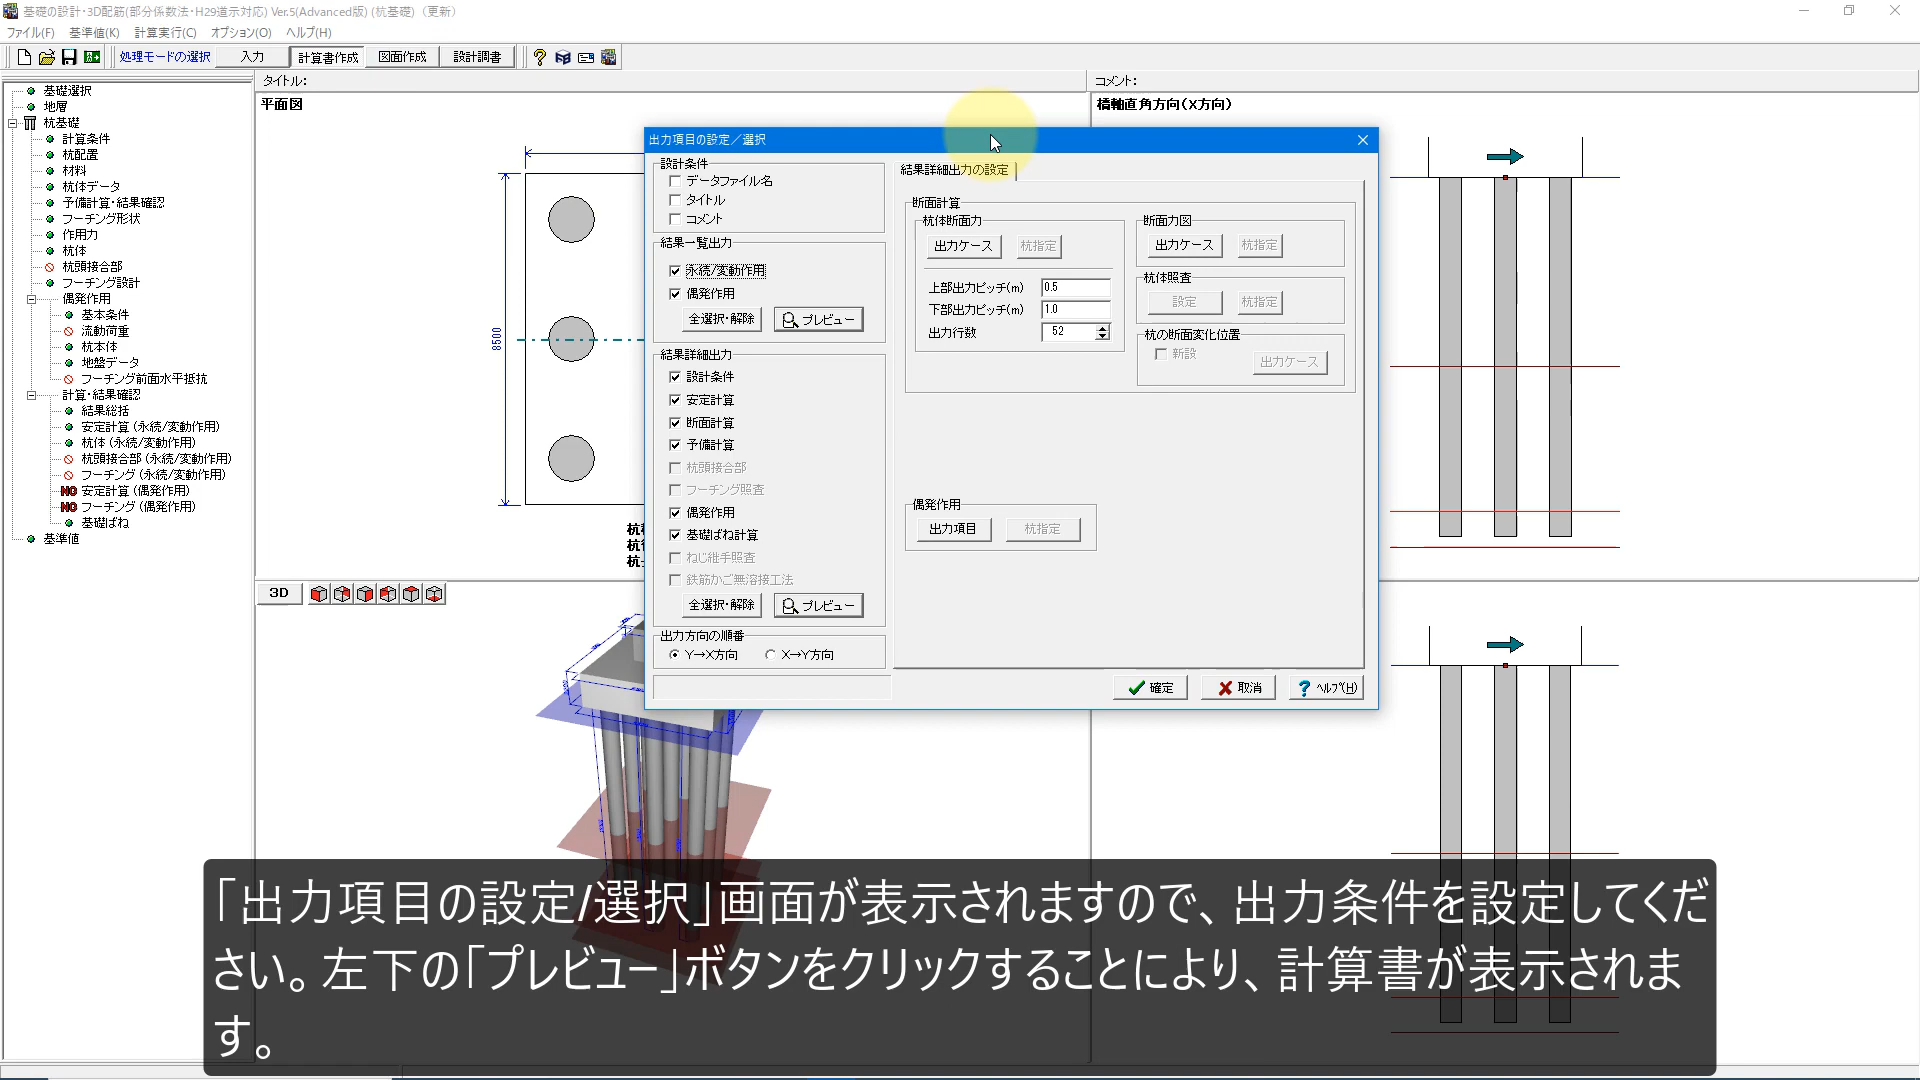 基礎の設計・3D配筋(部分係数法・H29道示対応) Ver.5(Advanced版) (杭基礎) (更新)
ファイル(F) 基準値(K) 計算実行(C) オプション(O) ヘルプ(H)
処理モードの選択 入力 計算書作成 図面作成 設計調書
基礎選択
地層
杭基礎
計算条件
杭配置
材料
杭体データ
予備計算・結果確認
フーチング形状
作用力
杭体
杭頭接合部
フーチング設計
偶発作用
基本条件
流動荷重
杭本体
地盤データ
フーチング前面水平抵抗
計算・結果確認
結果総括
安定計算 (永続/変動作用)
杭体 (永続/変動作用)
杭頭接合部 (永続/変動作用)
フーチング (永続/変動作用)
NG 安定計算 (偶発作用)
NG フーチング (偶発作用)
基礎ばね
基準値
タイトル:
平面図
8500
3D
コメント:
橋軸直角方向(X方向)
出力項目の設定／選択
設計条件
データファイル名
タイトル
コメント
結果一覧出力
永続/変動作用
偶発作用
全選択・解除 プレビュー
結果詳細出力
設計条件
安定計算
断面計算
予備計算
杭頭接合部
フーチング照査
偶発作用
基礎ばね計算
ねじ継手照査
鉄筋かご無溶接工法
全選択・解除 プレビュー
出力方向の順番
Y→X方向 X→Y方向
結果詳細出力の設定
断面計算
杭体断面力
出力ケース 杭指定
上部出力ピッチ(m) 0.5
下部出力ピッチ(m) 1.0
出力行数 52
断面力図
出力ケース 杭指定
杭体照査
設定 杭指定
杭の断面変化位置
新設 出力ケース
偶発作用
出力項目 杭指定
確定 取消 ヘルプ(H)
「出力項目の設定/選択」画面が表示されますので、出力条件を設定してくだ
さい。左下の「プレビュー」ボタンをクリックすることにより、計算書が表示されま
す。